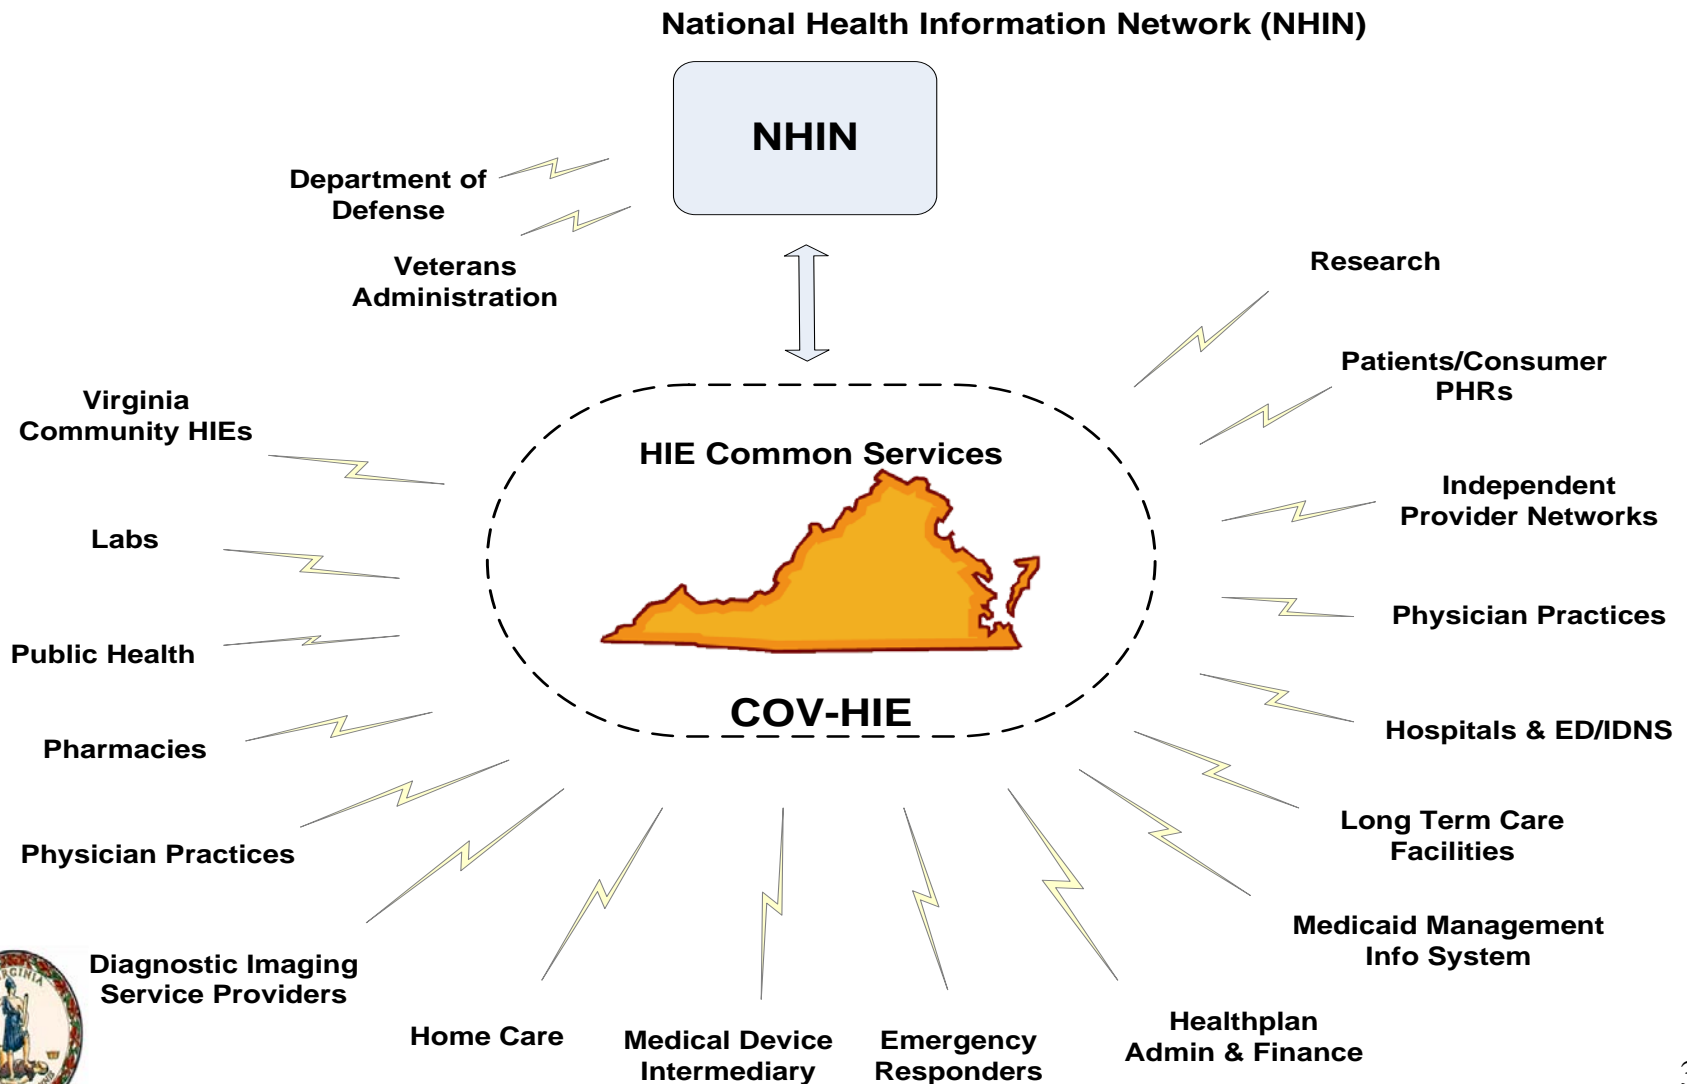 National Health Information Network (NHIN)
NHIN
Department of
Defense
Veterans
Administration
Research
Patients/Consumer
PHRs
Virginia
Community HIEs
HIE Common Services
Independent
Provider Networks
Labs
Physician Practices
Public Health
COV-HIE
Hospitals & ED/IDNS
Pharmacies
Long Term Care
Facilities
Physician Practices
Medicaid Management
Info System
Diagnostic Imaging
Service Providers
Home Care
Medical Device
Intermediary
Emergency
Responders
Healthplan
Admin & Finance